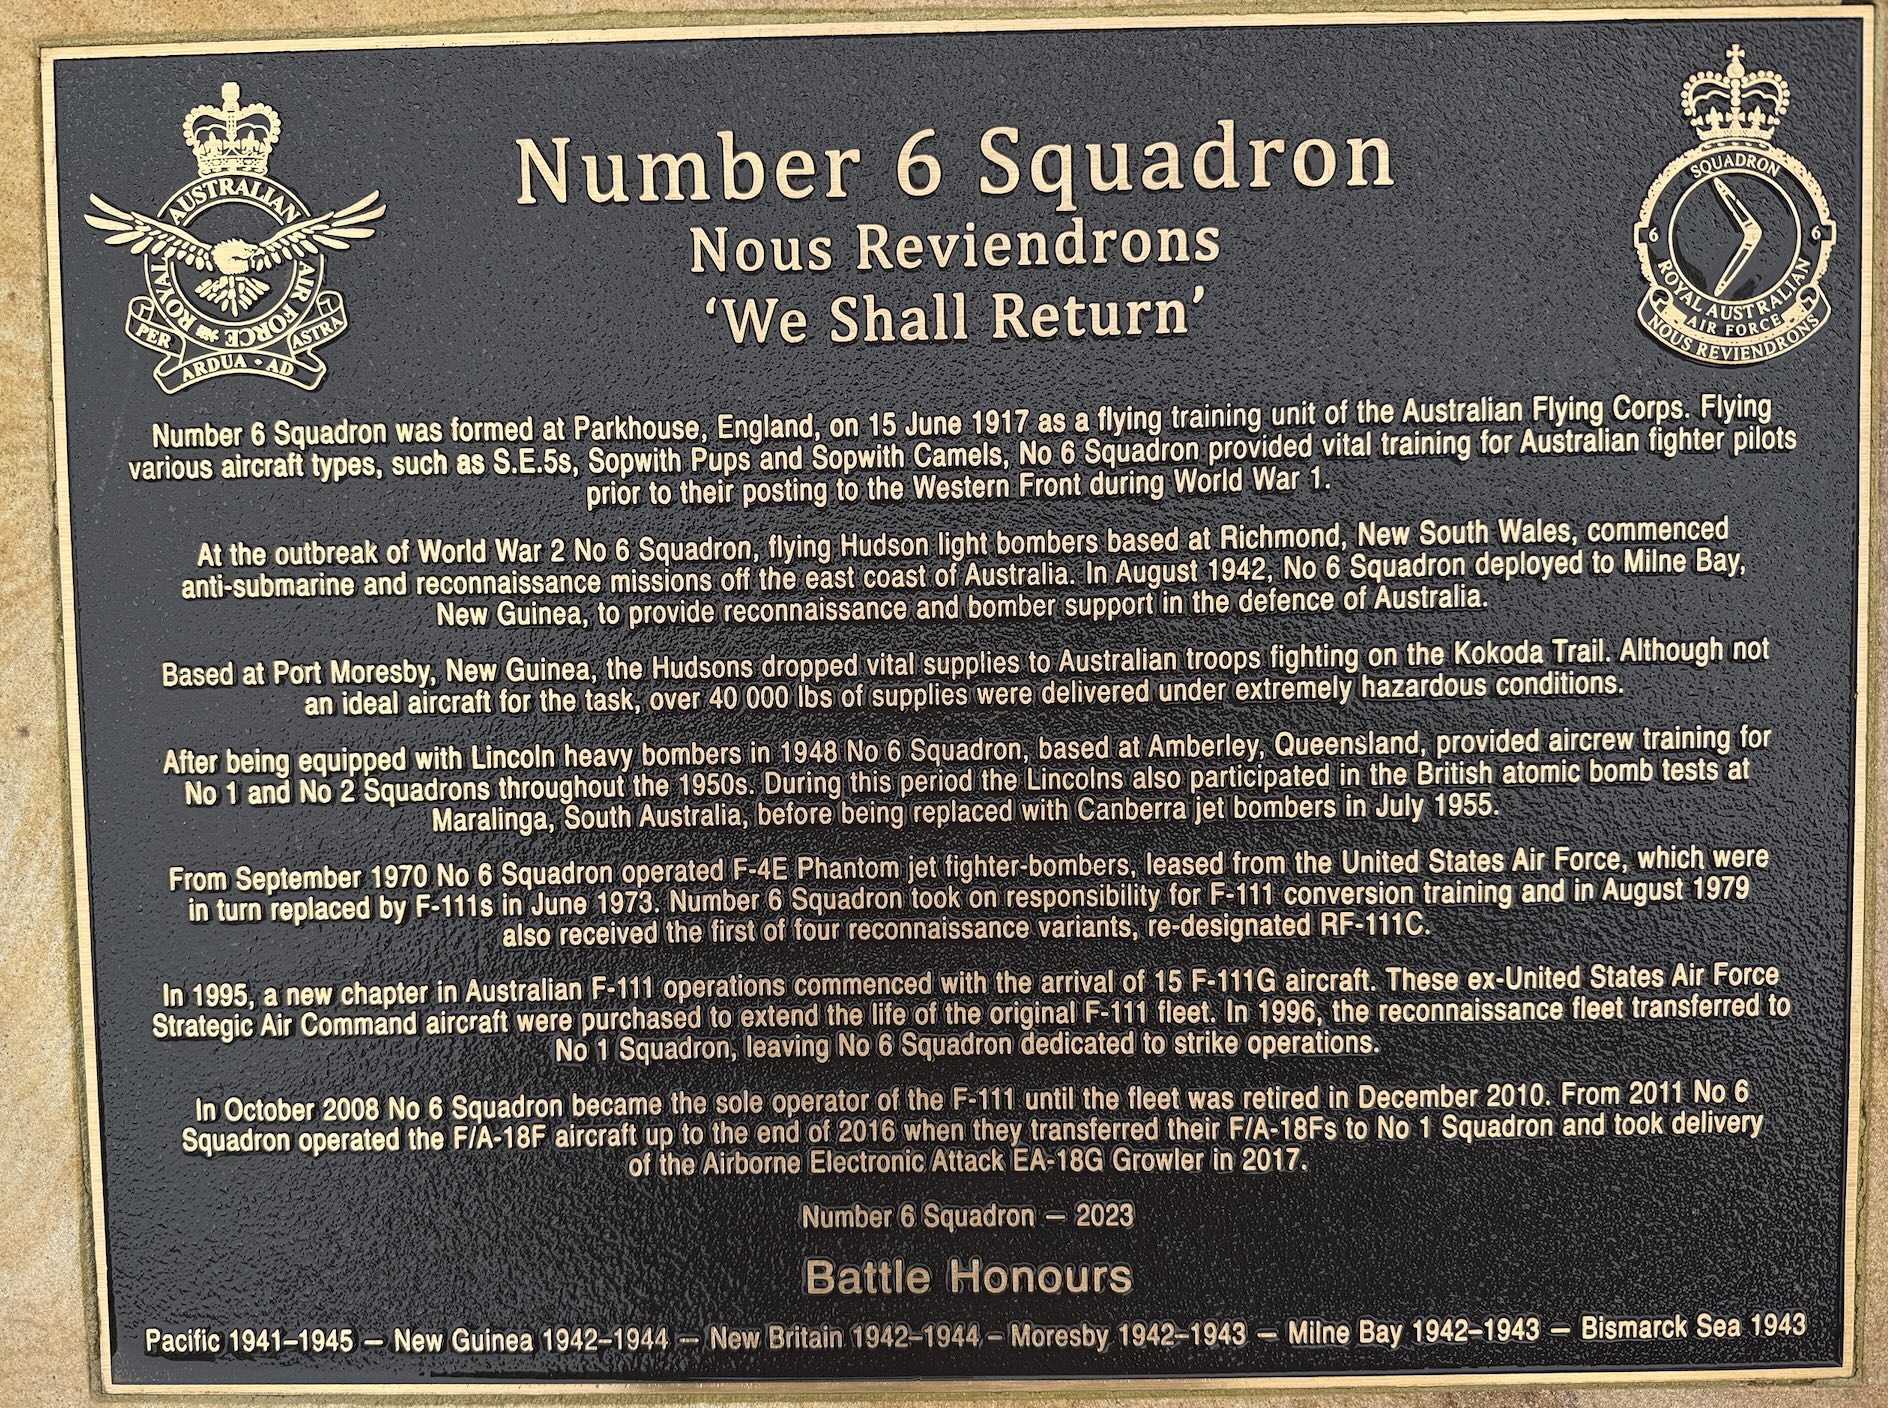 Number 6 Squadron
Nous Reviendrons
‘We Shall Return’
AUSTRALIAN
ROYAL AIR FORCE
PER ARDUA · AD ASTRA
SQUADRON
6 6
ROYAL AUSTRALIAN
AIR FORCE
NOUS REVIENDRONS
Number 6 Squadron was formed at Parkhouse, England, on 15 June 1917 as a flying training unit of the Australian Flying Corps. Flying
various aircraft types, such as S.E.5s, Sopwith Pups and Sopwith Camels, No 6 Squadron provided vital training for Australian fighter pilots
prior to their posting to the Western Front during World War 1.
At the outbreak of World War 2 No 6 Squadron, flying Hudson light bombers based at Richmond, New South Wales, commenced
anti-submarine and reconnaissance missions off the east coast of Australia. In August 1942, No 6 Squadron deployed to Milne Bay,
New Guinea, to provide reconnaissance and bomber support in the defence of Australia.
Based at Port Moresby, New Guinea, the Hudsons dropped vital supplies to Australian troops fighting on the Kokoda Trail. Although not
an ideal aircraft for the task, over 40 000 lbs of supplies were delivered under extremely hazardous conditions.
After being equipped with Lincoln heavy bombers in 1948 No 6 Squadron, based at Amberley, Queensland, provided aircrew training for
No 1 and No 2 Squadrons throughout the 1950s. During this period the Lincolns also participated in the British atomic bomb tests at
Maralinga, South Australia, before being replaced with Canberra jet bombers in July 1955.
From September 1970 No 6 Squadron operated F-4E Phantom jet fighter-bombers, leased from the United States Air Force, which were
in turn replaced by F-111s in June 1973. Number 6 Squadron took on responsibility for F-111 conversion training and in August 1979
also received the first of four reconnaissance variants, re-designated RF-111C.
In 1995, a new chapter in Australian F-111 operations commenced with the arrival of 15 F-111G aircraft. These ex-United States Air Force
Strategic Air Command aircraft were purchased to extend the life of the original F-111 fleet. In 1996, the reconnaissance fleet transferred to
No 1 Squadron, leaving No 6 Squadron dedicated to strike operations.
In October 2008 No 6 Squadron became the sole operator of the F-111 until the fleet was retired in December 2010. From 2011 No 6
Squadron operated the F/A-18F aircraft up to the end of 2016 when they transferred their F/A-18Fs to No 1 Squadron and took delivery
of the Airborne Electronic Attack EA-18G Growler in 2017.
Number 6 Squadron – 2023
Battle Honours
Pacific 1941–1945 – New Guinea 1942–1944 – New Britain 1942–1944 – Moresby 1942–1943 – Milne Bay 1942–1943 – Bismarck Sea 1943